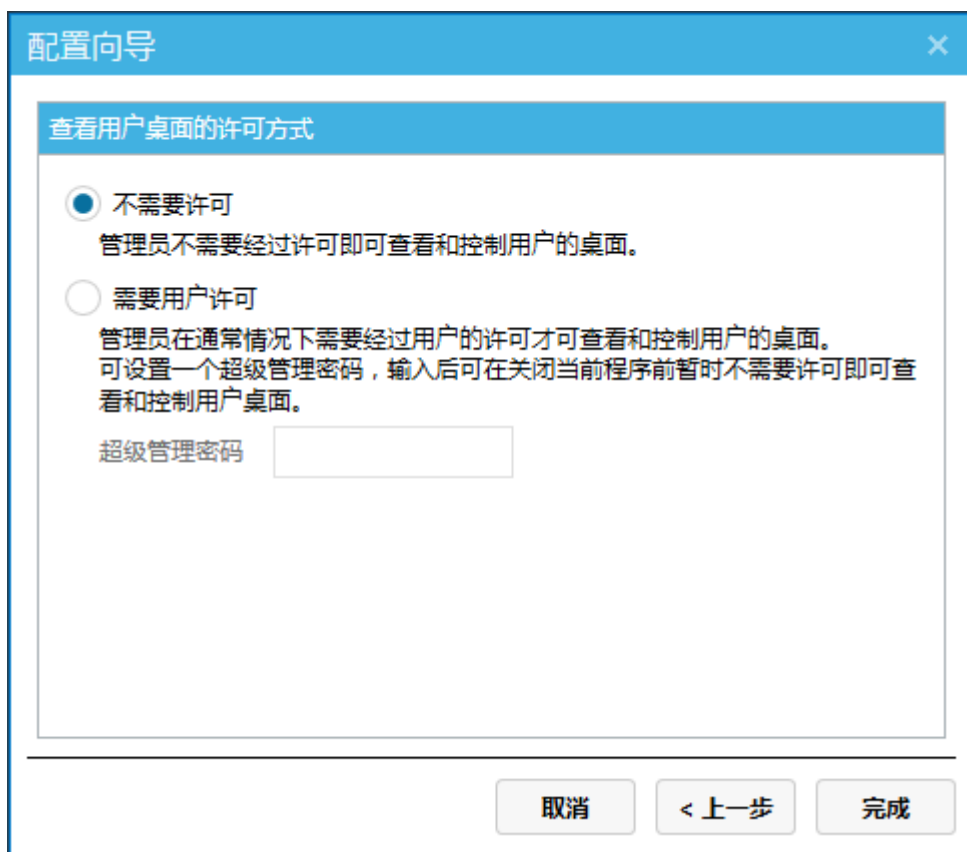 配置向导
×
查看用户桌面的许可方式
不需要许可
管理员不需要经过许可即可查看和控制用户的桌面。
需要用户许可
管理员在通常情况下需要经过用户的许可才可查看和控制用户的桌面。
可设置一个超级管理密码，输入后可在关闭当前程序前暂时不需要许可即可查
看和控制用户桌面。
超级管理密码
取消 < 上一步 完成